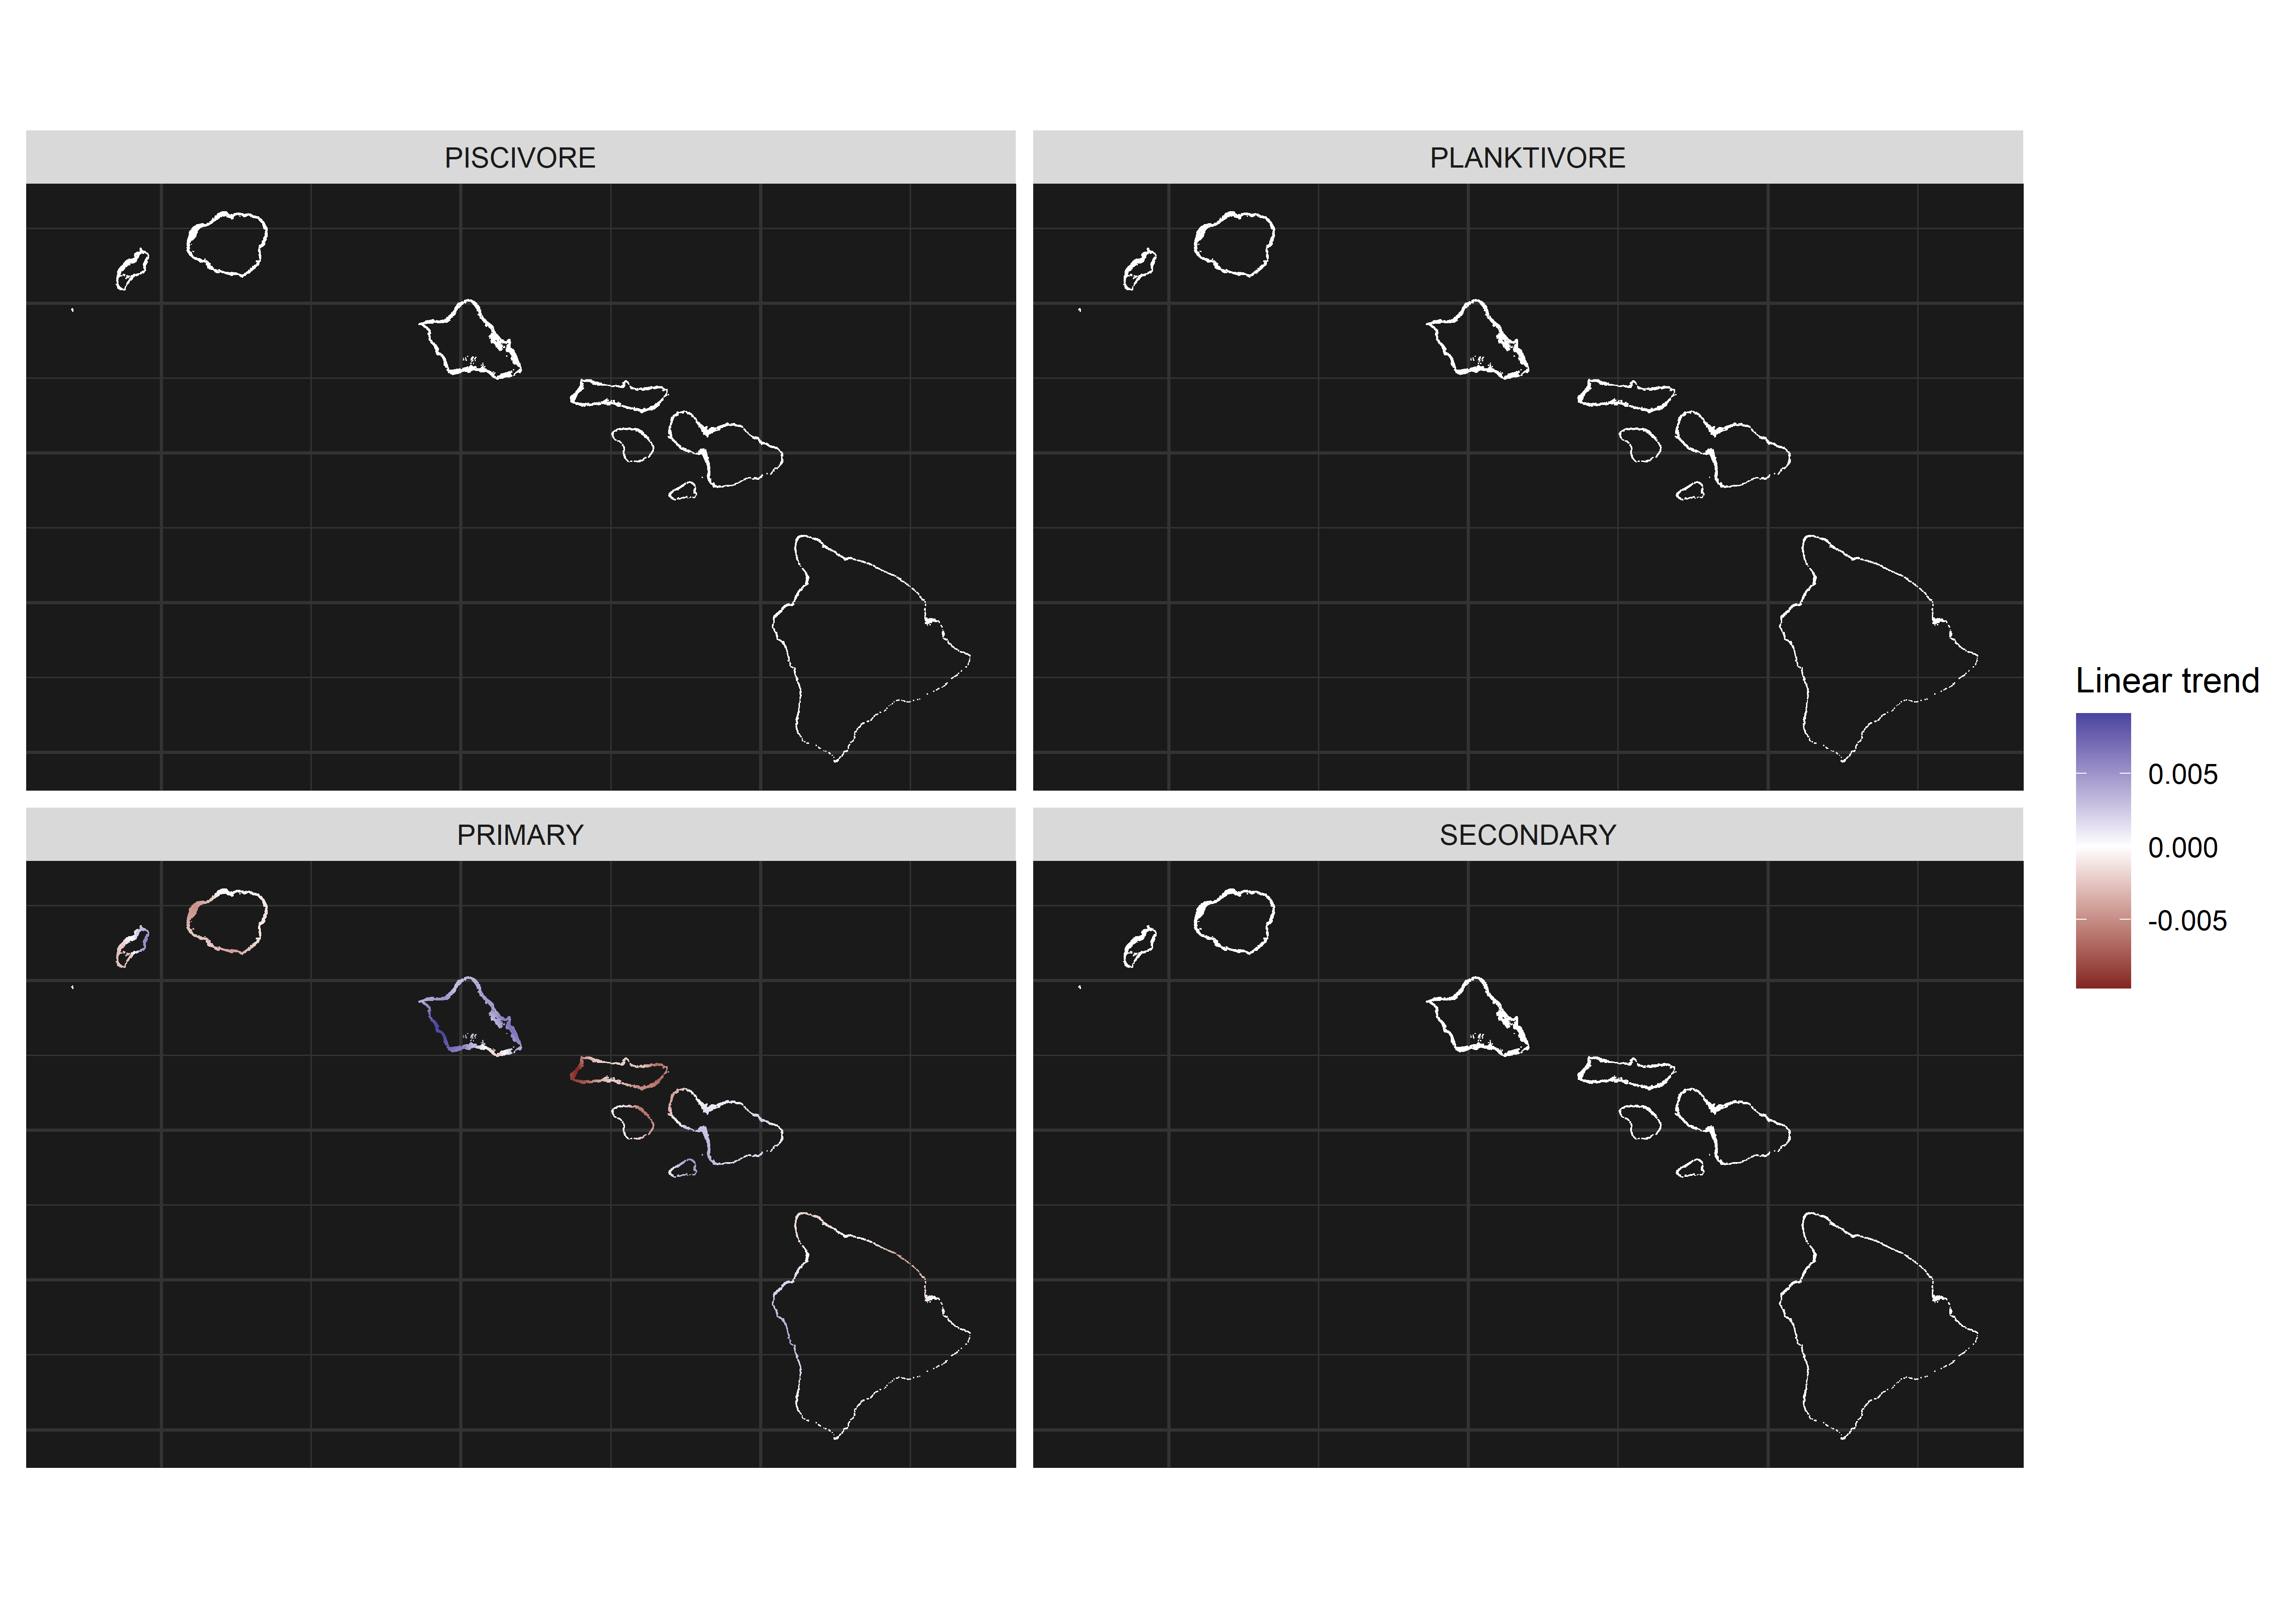 PISCIVORE
PLANKTIVORE
PRIMARY
SECONDARY
Linear trend
0.005
0.000
-0.005